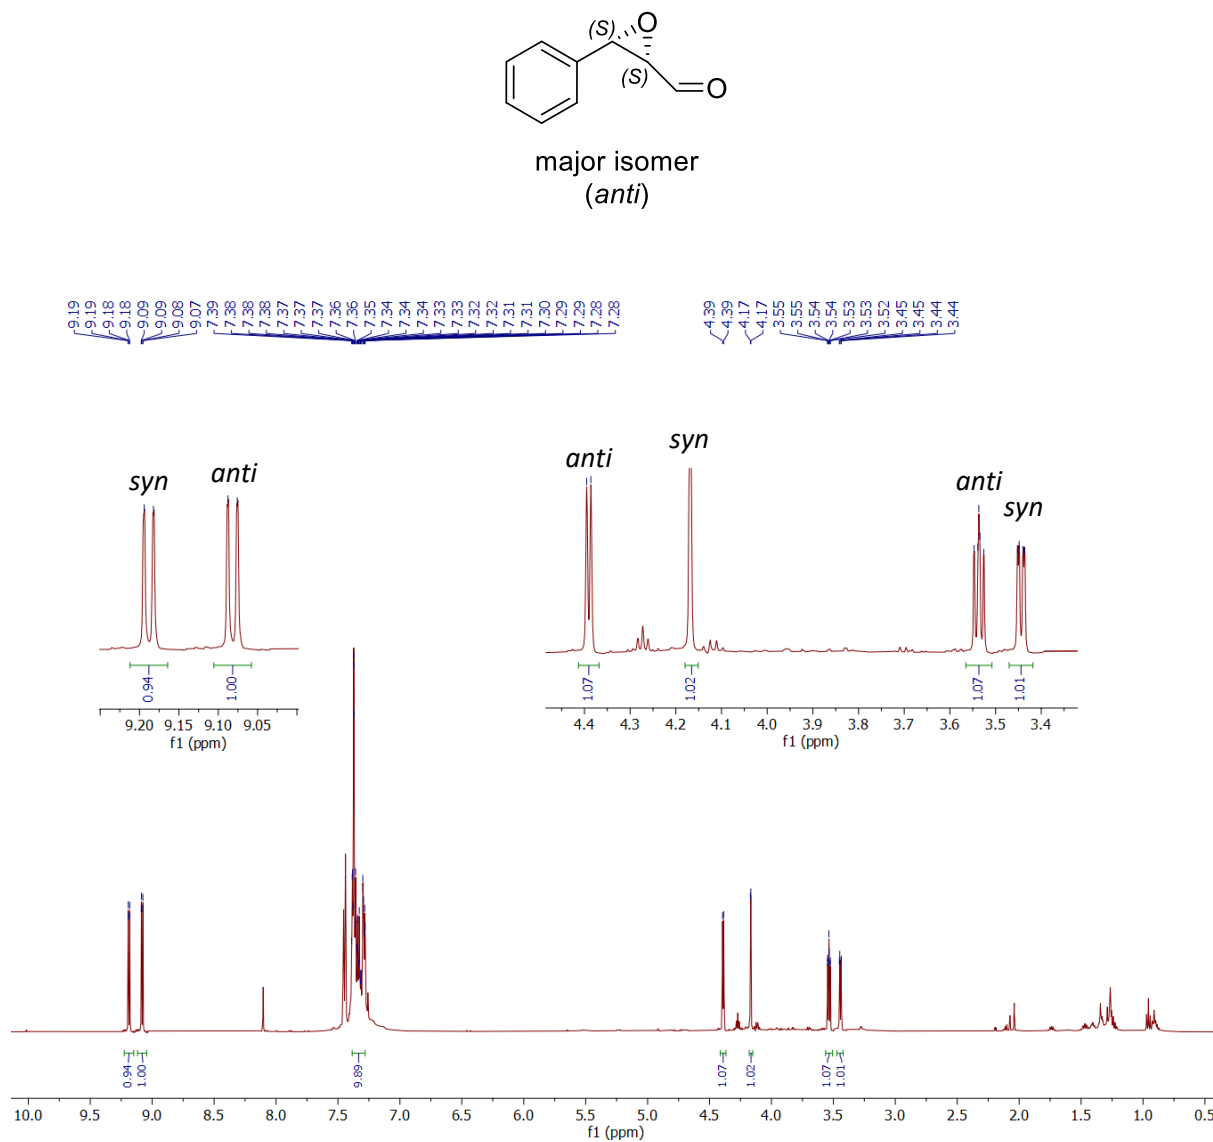 (S)
O
(S)
O
major isomer
(anti)
9.19 9.19 9.18 9.18 9.09 9.09 9.08 9.07 7.39 7.38 7.38 7.38 7.37 7.37 7.37 7.36 7.36 7.35 7.34 7.34 7.34 7.33 7.33 7.32 7.32 7.31 7.31 7.30 7.29 7.29 7.28 7.28 4.39 4.39 4.17 4.17 3.55 3.55 3.54 3.54 3.53 3.53 3.52 3.45 3.45 3.44 3.44
syn anti anti syn anti syn
0.94 1.00 1.07 1.02 1.07 1.01
9.20 9.15 9.10 9.05
f1 (ppm)
4.4 4.3 4.2 4.1 4.0 3.9 3.8 3.7 3.6 3.5 3.4
f1 (ppm)
0.94 1.00 9.89 1.07 1.02 1.07 1.01
10.0 9.5 9.0 8.5 8.0 7.5 7.0 6.5 6.0 5.5 5.0 4.5 4.0 3.5 3.0 2.5 2.0 1.5 1.0 0.5
f1 (ppm)